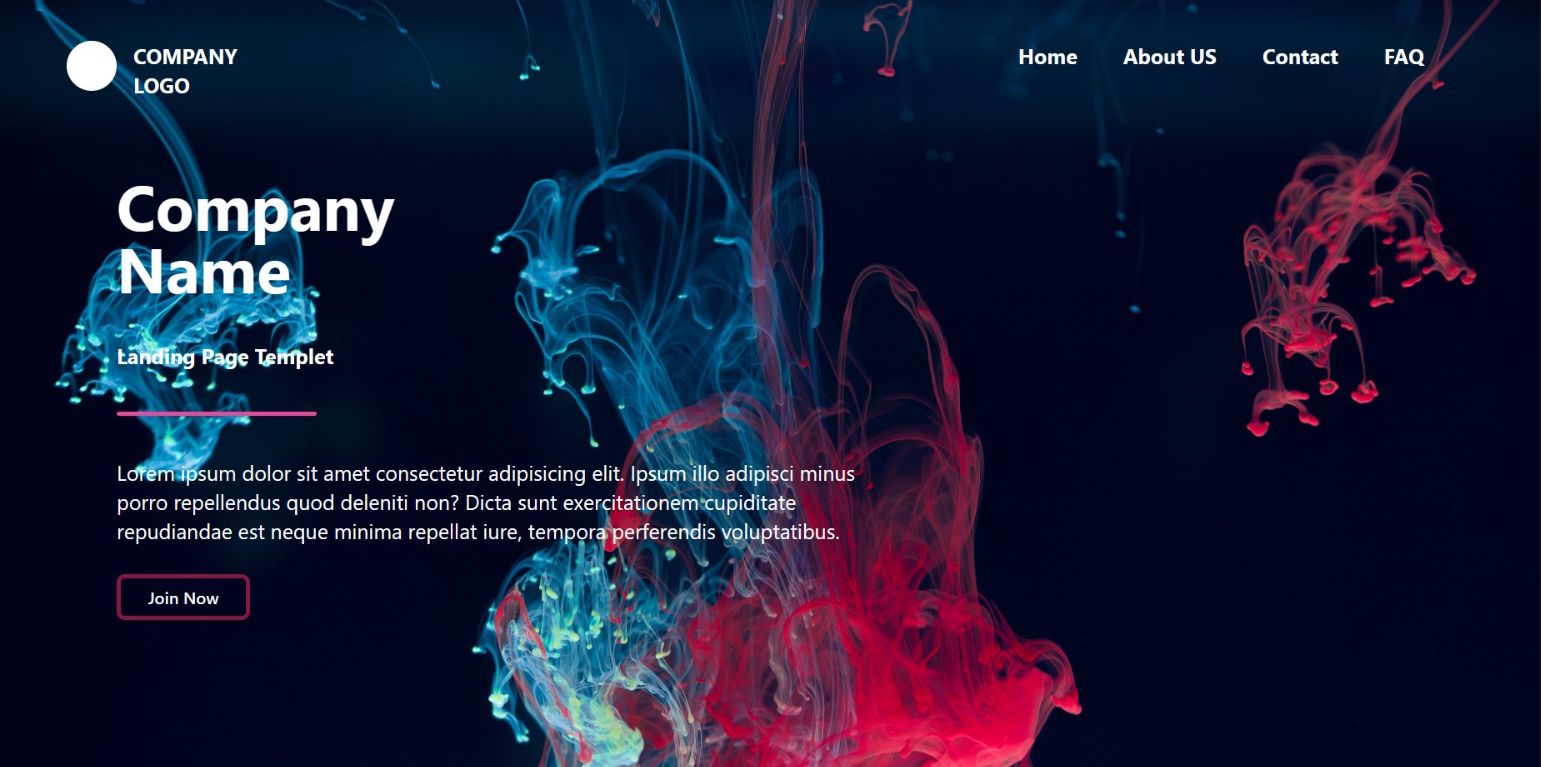 COMPANY
LOGO
Home About US Contact FAQ
Company
Name
Landing Page Templet
Lorem ipsum dolor sit amet consectetur adipisicing elit. Ipsum illo adipisci minus
porro repellendus quod deleniti non? Dicta sunt exercitationem cupiditate
repudiandae est neque minima repellat iure, tempora perferendis voluptatibus.
Join Now